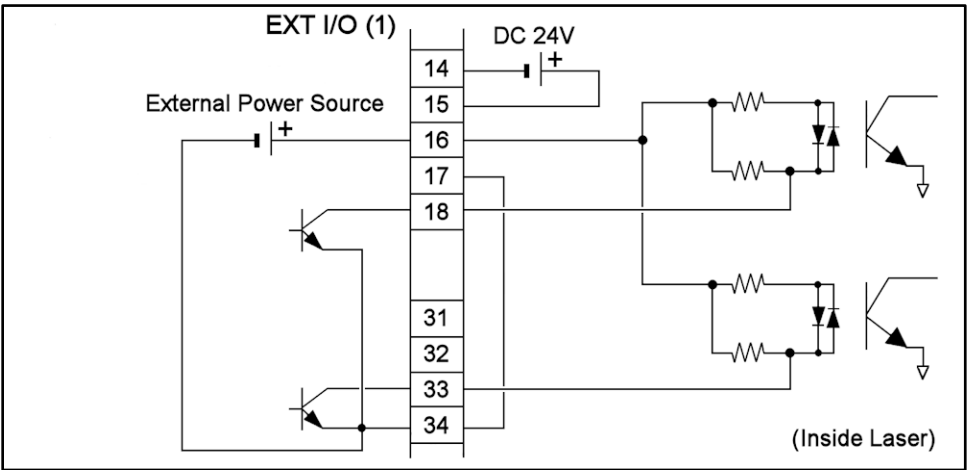 EXT I/O (1)
DC 24V
+
14
External Power Source
15
+
16
17
18
31
32
33
34
(Inside Laser)